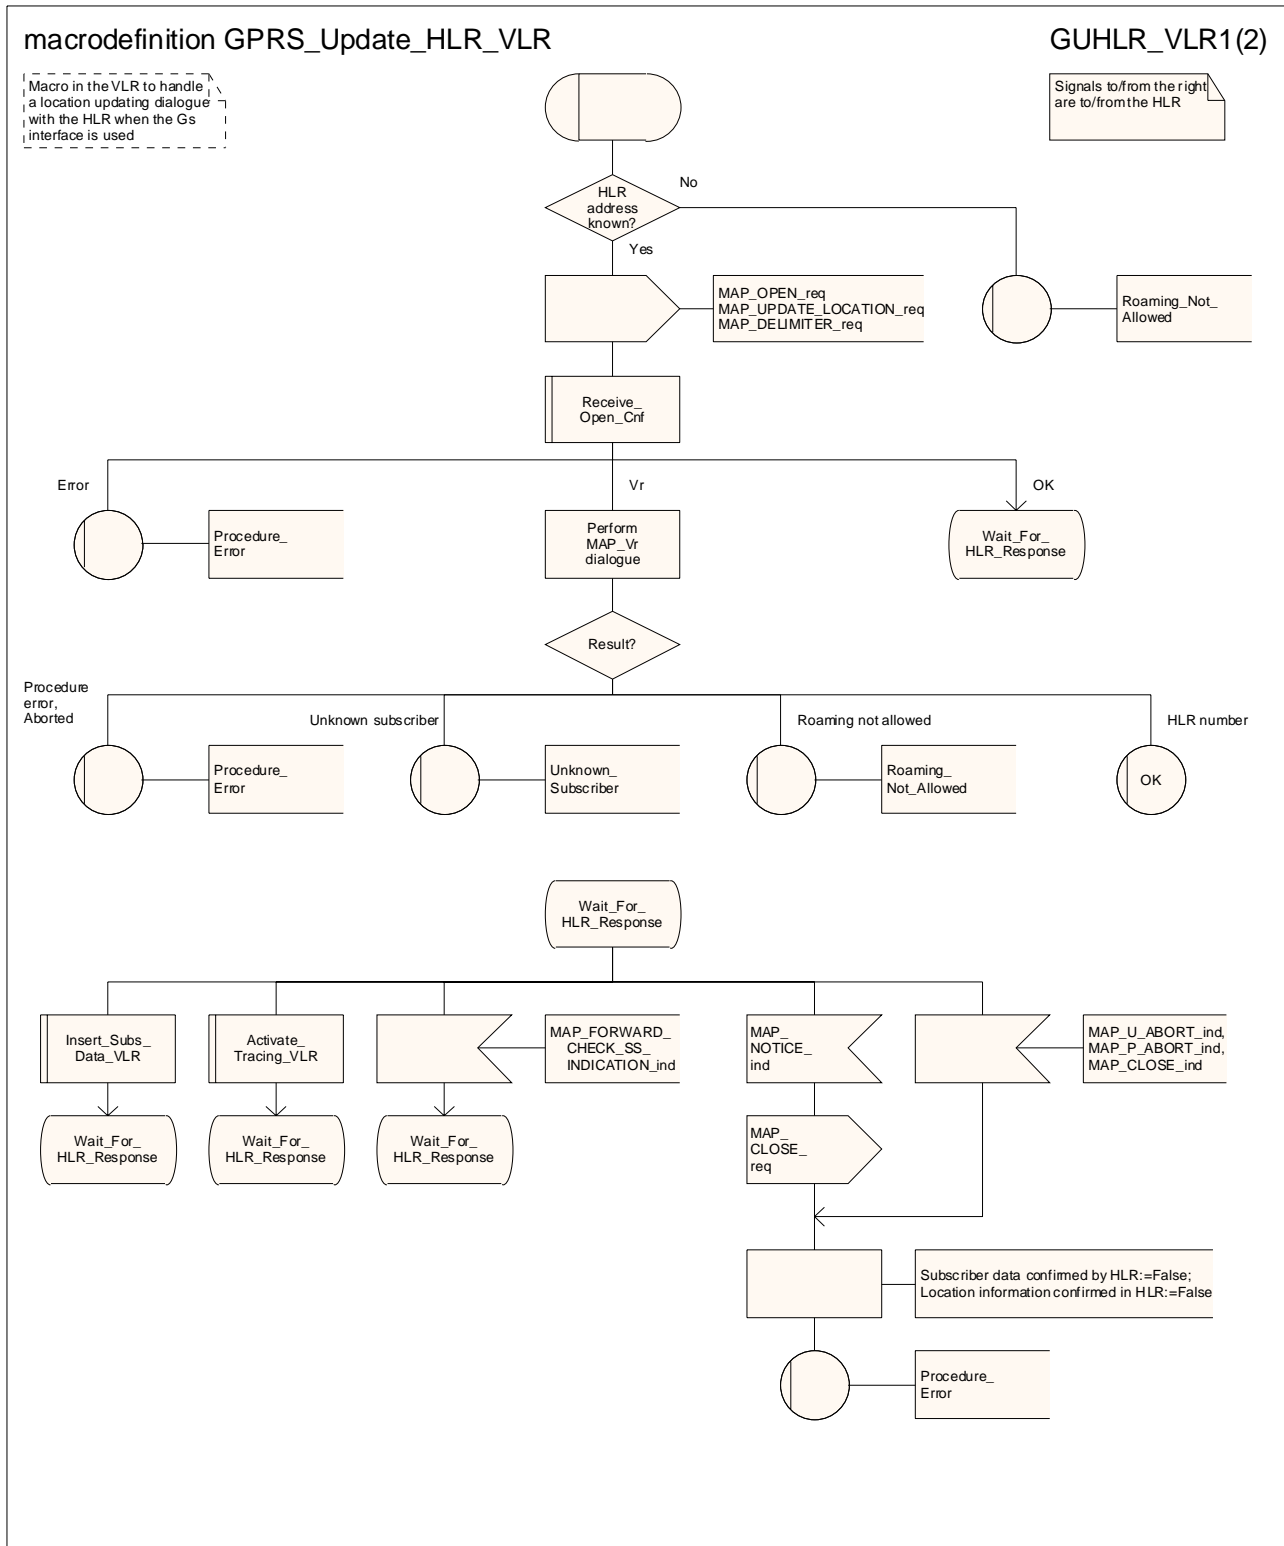 macrodefinition GPRS_Update_HLR_VLR
GUHLR_VLR1(2)
Macro in the VLR to handle
a location updating dialogue
with the HLR when the Gs
interface is used
Signals to/from the right
are to/from the HLR
HLR
address
known?
No
Yes
MAP_OPEN_req
MAP_UPDATE_LOCATION_req
MAP_DELIMITER_req
Roaming_Not_
Allowed
Receive_
Open_Cnf
Error
Vr
OK
Procedure_
Error
Perform
MAP_Vr
dialogue
Wait_For_
HLR_Response
Result?
Procedure
error,
Aborted
Unknown subscriber
Roaming not allowed
HLR number
Procedure_
Error
Unknown_
Subscriber
Roaming_
Not_Allowed
OK
Wait_For_
HLR_Response
Insert_Subs_
Data_VLR
Activate_
Tracing_VLR
MAP_FORWARD_
CHECK_SS_
INDICATION_ind
MAP_
NOTICE_
ind
MAP_U_ABORT_ind,
MAP_P_ABORT_ind,
MAP_CLOSE_ind
Wait_For_
HLR_Response
Wait_For_
HLR_Response
Wait_For_
HLR_Response
MAP_
CLOSE_
req
Subscriber data confirmed by HLR:=False;
Location information confirmed in HLR:=False
Procedure_
Error